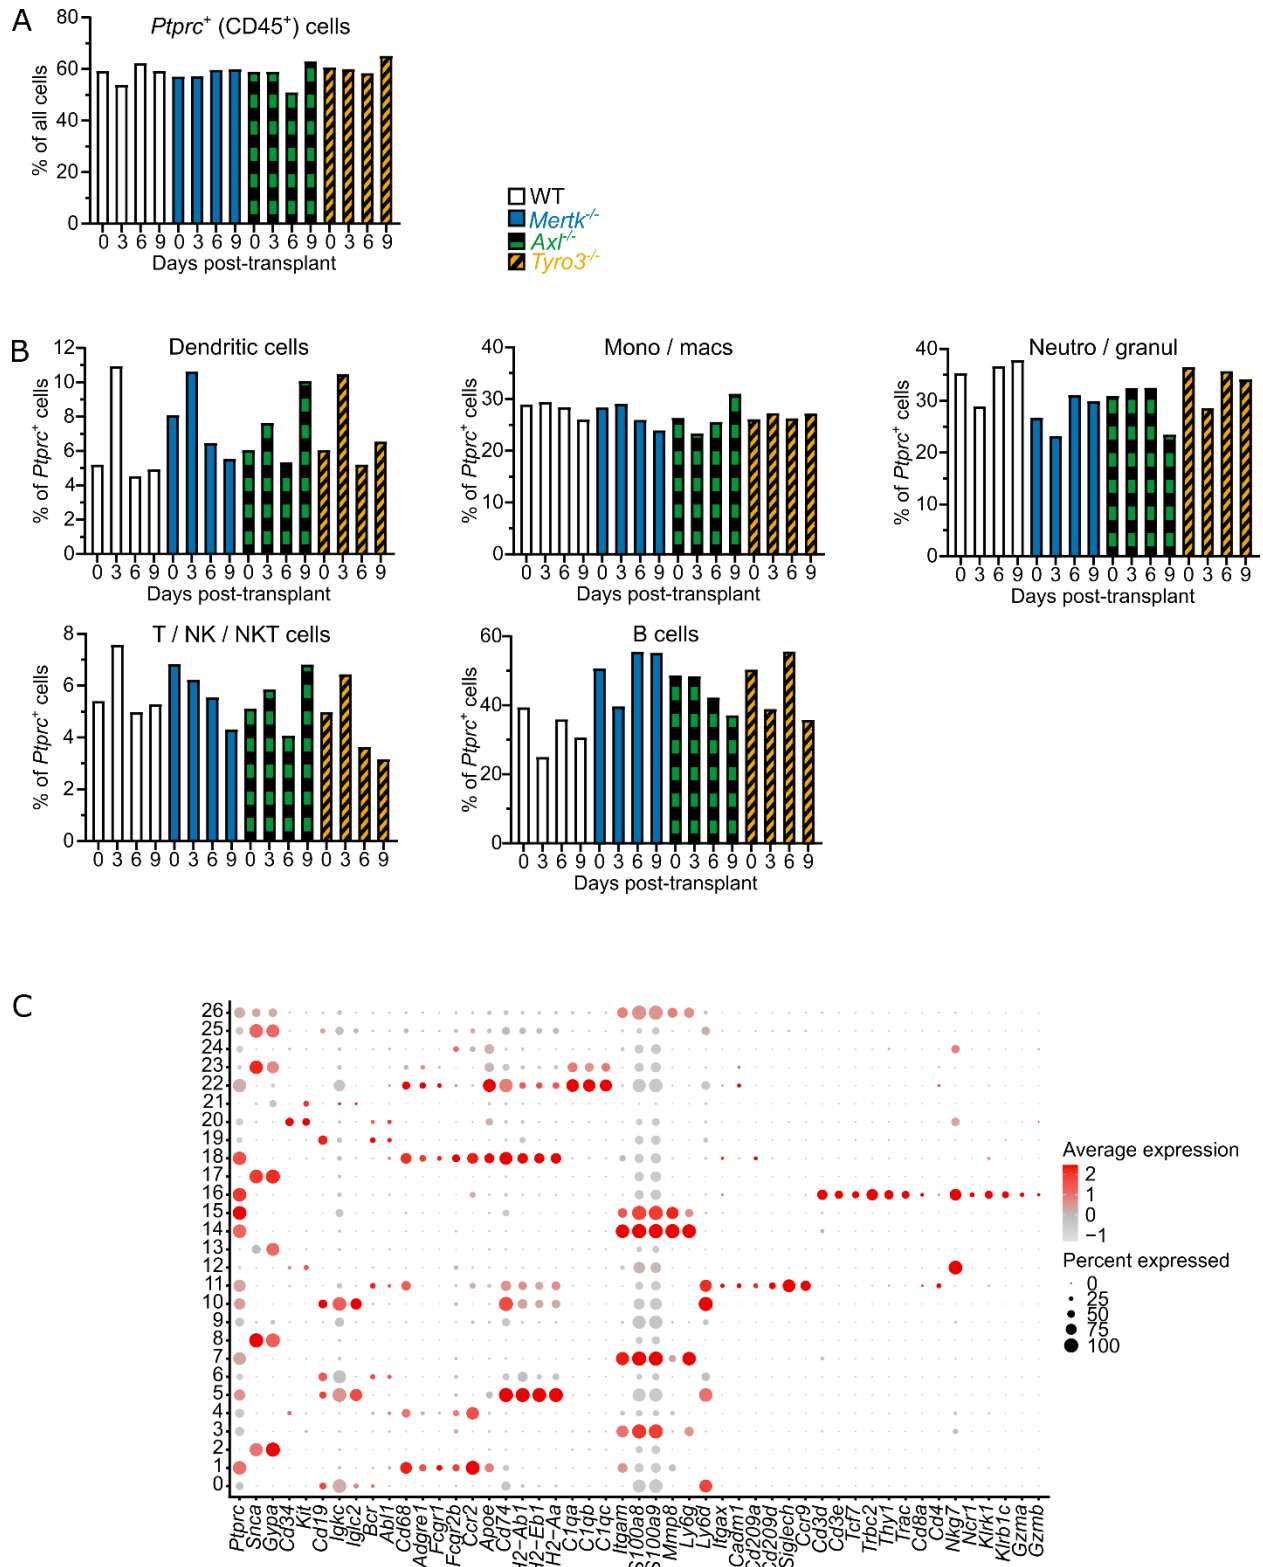 A
Ptprc+ (CD45+) cells
% of all cells
80
60
40
20
0
0 3 6 9 0 3 6 9 0 3 6 9 0 3 6 9
Days post-transplant
WT
Mertk-/-
Axl-/-
Tyro3-/-
B
Dendritic cells
% of Ptprc+ cells
12
10
8
6
4
2
0
0 3 6 9 0 3 6 9 0 3 6 9 0 3 6 9
Days post-transplant
Mono / macs
% of Ptprc+ cells
40
30
20
10
0
0 3 6 9 0 3 6 9 0 3 6 9 0 3 6 9
Days post-transplant
Neutro / granul
% of Ptprc+ cells
40
30
20
10
0
0 3 6 9 0 3 6 9 0 3 6 9 0 3 6 9
Days post-transplant
T / NK / NKT cells
% of Ptprc+ cells
8
6
4
2
0
0 3 6 9 0 3 6 9 0 3 6 9 0 3 6 9
B cells
% of Ptprc+ cells
60
40
20
0
0 3 6 9 0 3 6 9 0 3 6 9 0 3 6 9
Days post-transplant
C
26
25
24
23
22
21
20
19
18
17
16
15
14
13
12
11
10
9
8
7
6
5
4
3
2
1
0
Ptprc
Snca
Gypa
Cd34
Kit
Cd19
Igkc
Iglc2
Bcr
Abl1
Cd68
Adgre1
Fcgr1
Fcgr2b
Ccr2
Apoe
Cd74
H2-Ab1
H2-Eb1
H2-Aa
C1qa
C1qb
C1qc
Itgam
S100a8
S100a9
Mmp8
Ly6g
Ly6d
Itgax
Cadm1
Cd209a
Cd209d
Siglech
Ccr9
Cd3d
Cd3e
Tcf7
Trbc2
Thy1
Trac
Cd8a
Cd4
Nkg7
Ncr1
Klrk1
Klrb1c
Gzma
Gzmb
Average expression
2
1
0
−1
Percent expressed
0
25
50
75
100